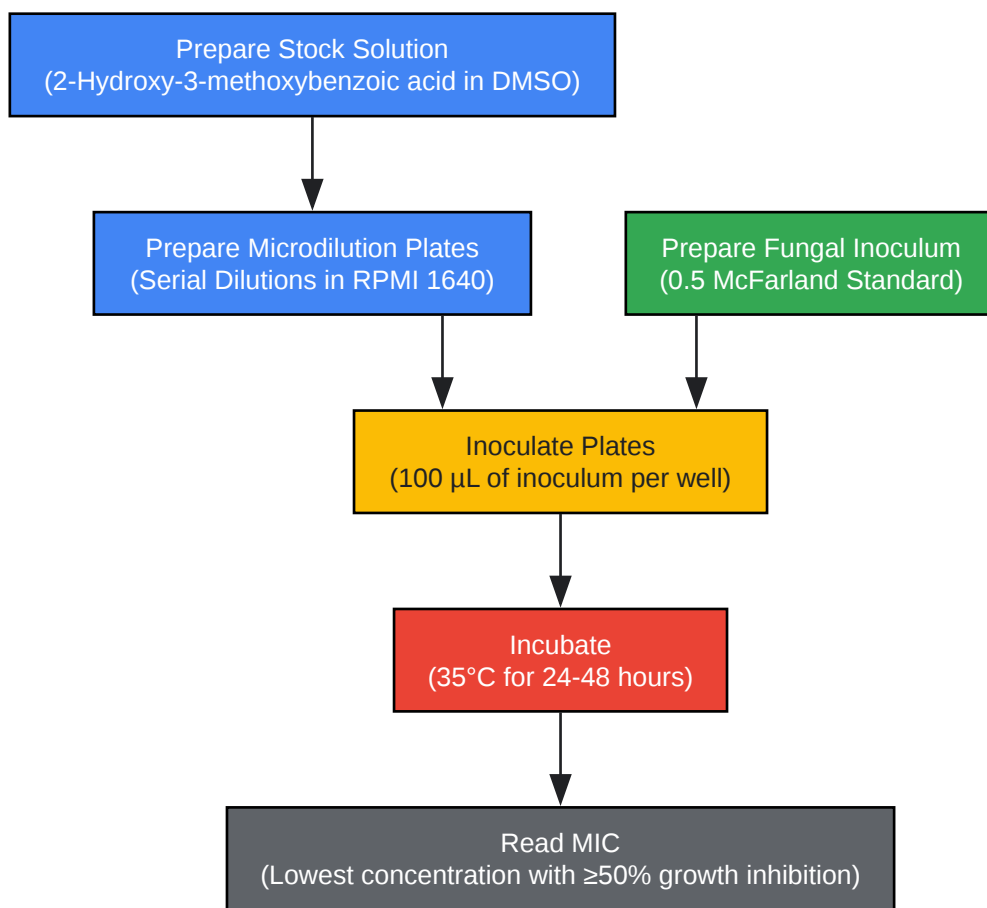 Prepare Stock Solution
(2-Hydroxy-3-methoxybenzoic acid in DMSO)
Prepare Microdilution Plates
(Serial Dilutions in RPMI 1640)
Prepare Fungal Inoculum
(0.5 McFarland Standard)
Inoculate Plates
(100 µL of inoculum per well)
Incubate
(35°C for 24-48 hours)
Read MIC
(Lowest concentration with ≥50% growth inhibition)